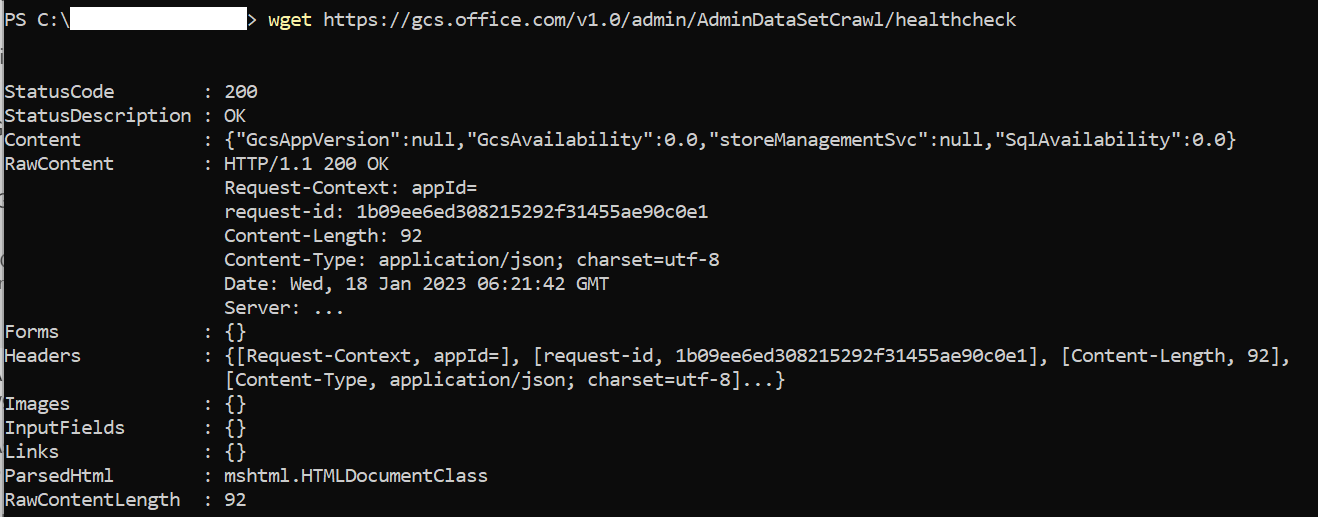 PS C:\> wget https://gcs.office.com/v1.0/admin/AdminDataSetCrawl/healthcheck
StatusCode : 200
StatusDescription : OK
Content : {"GcsAppVersion":null,"GcsAvailability":0.0,"storeManagementSvc":null,"SqlAvailability":0.0}
RawContent : HTTP/1.1 200 OK
Request-Context: appId=
request-id: 1b09ee6ed308215292f31455ae90c0e1
Content-Length: 92
Content-Type: application/json; charset=utf-8
Date: Wed, 18 Jan 2023 06:21:42 GMT
Server: ...
Forms : {}
Headers : {[Request-Context, appId=], [request-id, 1b09ee6ed308215292f31455ae90c0e1], [Content-Length, 92],
[Content-Type, application/json; charset=utf-8]...}
Images : {}
InputFields : {}
Links : {}
ParsedHtml : mshtml.HTMLDocumentClass
RawContentLength : 92